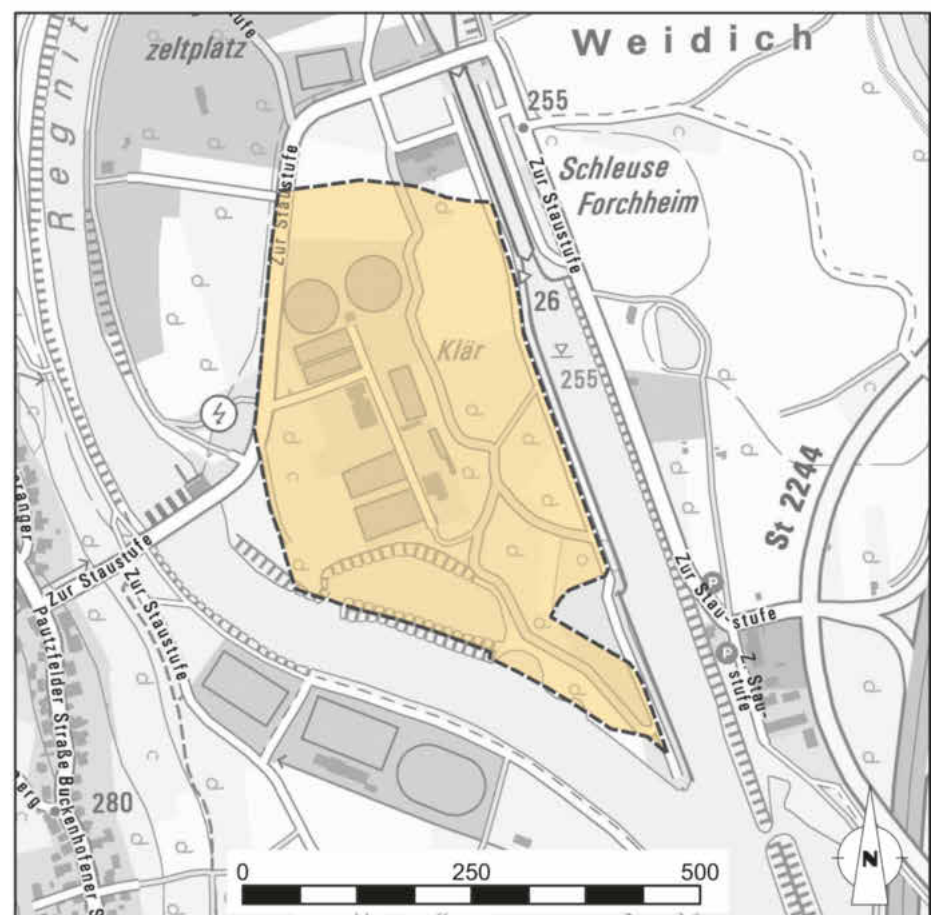 Regnit
zeltplatz
Weidich
255
Schleuse
Forchheim
Zur Staustufe
Zur Staustufe
26
255
Klär
St 2244
Zur Staustufe
Zur Staustufe
Zur Stau-stufe
P
P
Z. Stau-
stufe
Pautzfelder Straße
Buckenhofener S
280
0 250 500
N